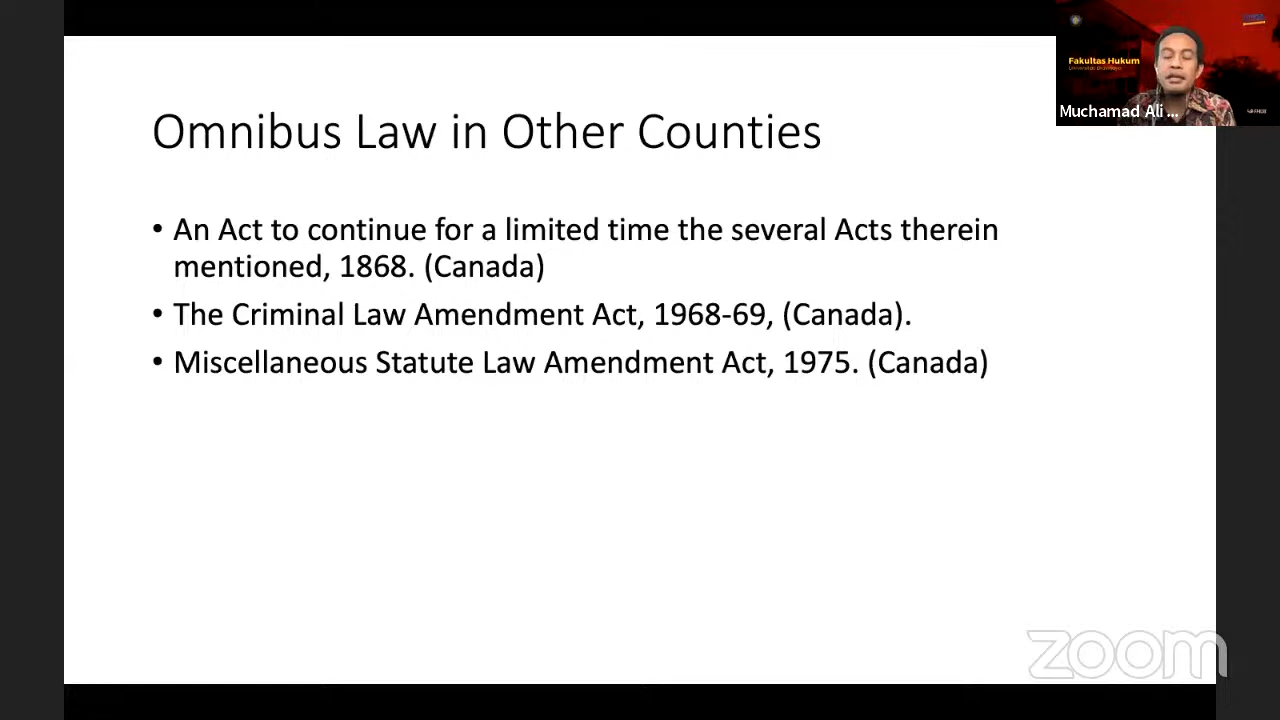 Omnibus Law in Other Counties
• An Act to continue for a limited time the several Acts therein
mentioned, 1868. (Canada)
• The Criminal Law Amendment Act, 1968-69, (Canada).
• Miscellaneous Statute Law Amendment Act, 1975. (Canada)
Fakultas Hukum
Universitas Brawijaya
Muchamad Ali ...
zoom